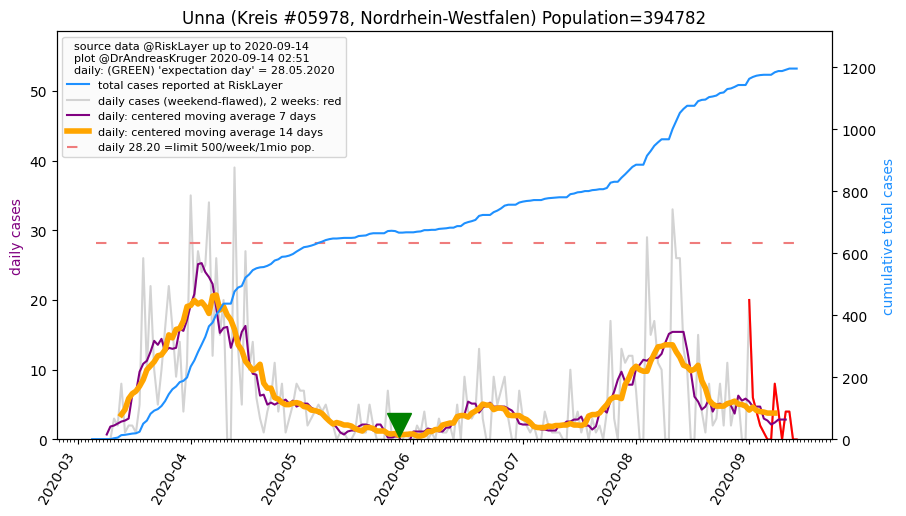 Unna (Kreis #05978, Nordrhein-Westfalen) Population=394782
source data @RiskLayer up to 2020-09-14
plot @DrAndreasKruger 2020-09-14 02:51
daily: (GREEN) 'expectation day' = 28.05.2020
total cases reported at RiskLayer
daily cases (weekend-flawed), 2 weeks: red
daily: centered moving average 7 days
daily: centered moving average 14 days
daily 28.20 =limit 500/week/1mio pop.
daily cases
50
40
30
20
10
0
cumulative total cases
1200
1000
800
600
400
200
0
2020-03
2020-04
2020-05
2020-06
2020-07
2020-08
2020-09